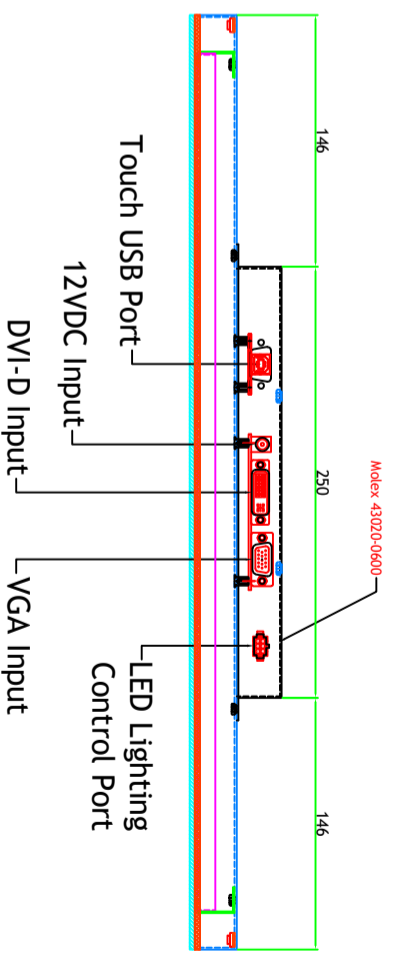 146
250
146
Molex 43020-0600
Touch USB Port
12VDC Input
DVI-D Input
VGA Input
LED Lighting
Control Port